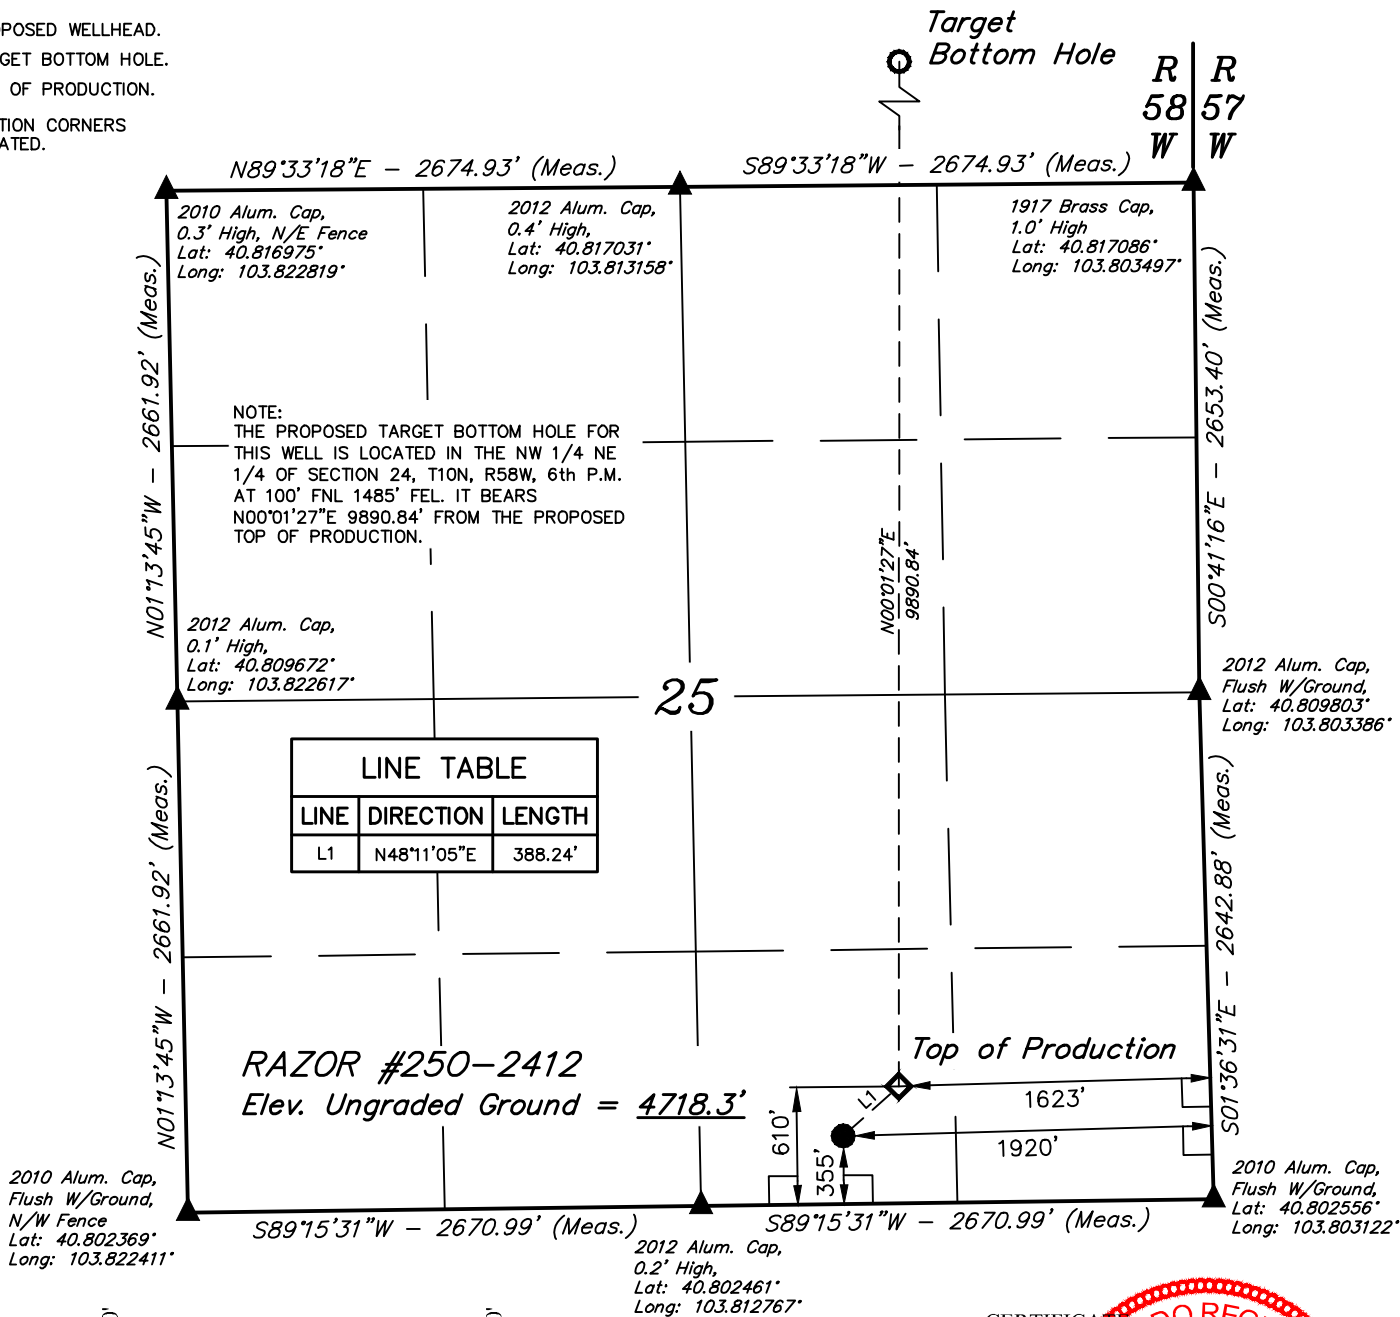 OPOSED WELLHEAD.
GET BOTTOM HOLE.
OF PRODUCTION.
TION CORNERS
ATED.
Target
Bottom Hole
R R
58 57
W W
N89°33'18"E - 2674.93' (Meas.)
S89°33'18"W - 2674.93' (Meas.)
2010 Alum. Cap,
0.3' High, N/E Fence
Lat: 40.816975°
Long: 103.822819°
2012 Alum. Cap,
0.4' High,
Lat: 40.817031°
Long: 103.813158°
1917 Brass Cap,
1.0' High
Lat: 40.817086°
Long: 103.803497°
N01°13'45"W - 2661.92' (Meas.)
S00°41'16"E - 2653.40' (Meas.)
NOTE:
THE PROPOSED TARGET BOTTOM HOLE FOR
THIS WELL IS LOCATED IN THE NW 1/4 NE
1/4 OF SECTION 24, T10N, R58W, 6th P.M.
AT 100' FNL 1485' FEL. IT BEARS
N00°01'27"E 9890.84' FROM THE PROPOSED
TOP OF PRODUCTION.
N00°01'27"E
9890.84'
2012 Alum. Cap,
0.1' High,
Lat: 40.809672°
Long: 103.822617°
25
2012 Alum. Cap,
Flush W/Ground,
Lat: 40.809803°
Long: 103.803386°
LINE TABLE
LINE DIRECTION LENGTH
L1 N48°11'05"E 388.24'
N01°13'45"W - 2661.92' (Meas.)
S01°36'31"E - 2642.88' (Meas.)
RAZOR #25O-2412
Elev. Ungraded Ground = 4718.3'
Top of Production
L1
1623'
610'
1920'
355'
2010 Alum. Cap,
Flush W/Ground,
N/W Fence
Lat: 40.802369°
Long: 103.822411°
S89°15'31"W - 2670.99' (Meas.)
S89°15'31"W - 2670.99' (Meas.)
2012 Alum. Cap,
0.2' High,
Lat: 40.802461°
Long: 103.812767°
2010 Alum. Cap,
Flush W/Ground,
Lat: 40.802556°
Long: 103.803122°